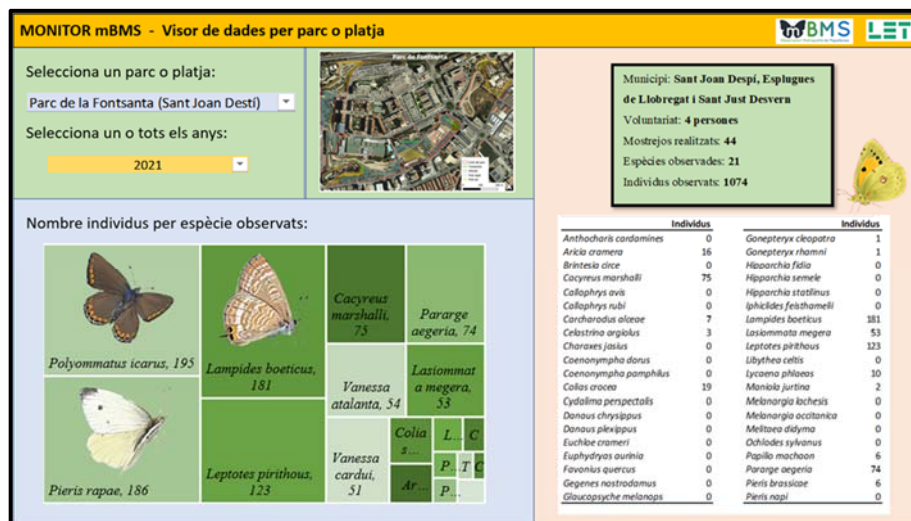 MONITOR mBMS - Visor de dades per parc o platja
BMS
LET
Selecciona un parc o platja:
Parc de la Fontsanta (Sant Joan Destí)
Selecciona un o tots els anys:
2021
Parc de Fontsanta
Municipi: Sant Joan Despí, Esplugues
de Llobregat i Sant Just Desvern
Voluntariat: 4 persones
Mostrejos realitzats: 44
Espècies observades: 21
Individus observats: 1074
Nombre individus per espècie observats:
Polyommatus icarus, 195
Pieris rapae, 186
Lampides boeticus,
181
Leptotes pirithous,
123
Cacyreus
marshalli,
75
Pararge
aegeria, 74
Vanessa
atalanta, 54
Lasiommat
a megera,
53
Vanessa
cardui,
51
Colia
s...
Ar...
L...
C
P...
T
C
P...
Individus
Anthocharis cardamines 0
Aricia cramera 16
Brintesia circe 0
Cacyreus marshalli 75
Callophrys avis 0
Callophrys rubi 0
Carcharodus alceae 7
Celastrina argiolus 3
Charaxes jasius 0
Coenonympha dorus 0
Coenonympha pamphilus 0
Colias crocea 19
Cydalima perspectalis 0
Danaus chrysippus 0
Danaus plexippus 0
Euchloe crameri 0
Euphydryas aurinia 0
Favonius quercus 0
Gegenes nostrodamus 0
Glaucopsyche melanops 0
Individus
Gonepteryx cleopatra 1
Gonepteryx rhamni 1
Hipparchia fidia 0
Hipparchia semele 0
Hipparchia statilinus 0
Iphiclides feisthamelii 0
Lampides boeticus 181
Lasiommata megera 53
Leptotes pirithous 123
Libythea celtis 0
Lycaena phlaeas 10
Maniola jurtina 2
Melanargia lachesis 0
Melanargia occitanica 0
Melitaea didyma 0
Ochlodes sylvanus 0
Papilio machaon 6
Pararge aegeria 74
Pieris brassicae 6
Pieris napi 0